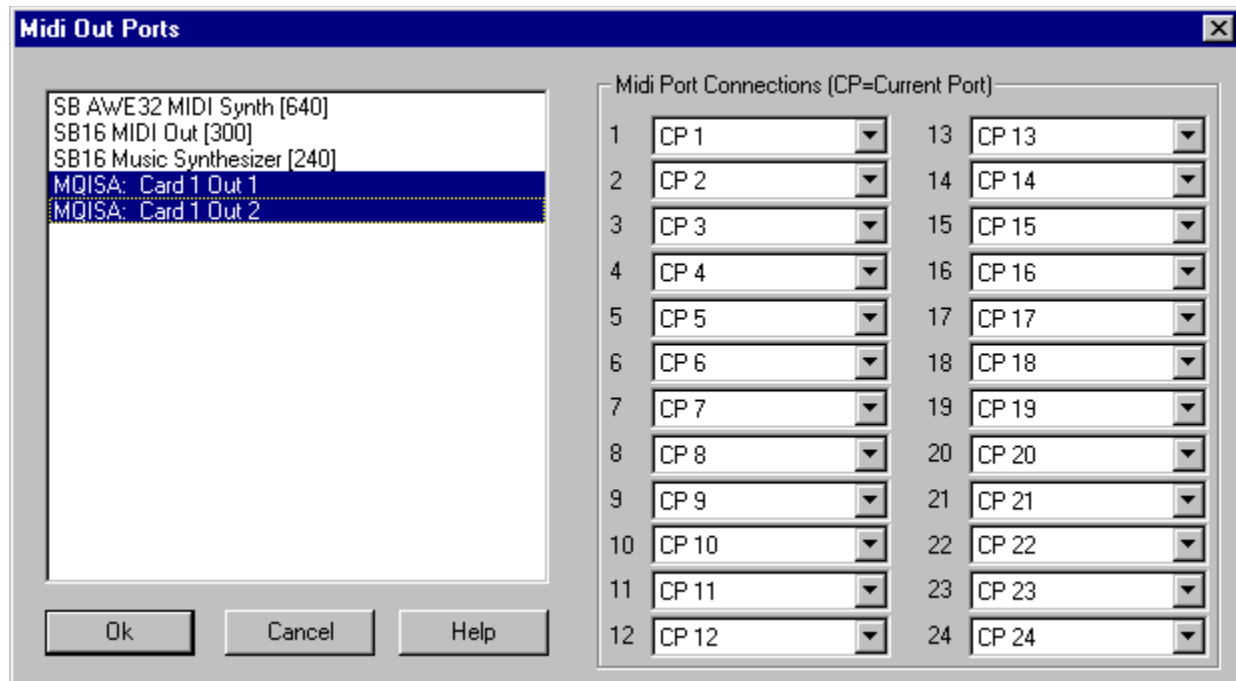 Midi Out Ports
SB AWE32 MIDI Synth [640]
SB16 MIDI Out [300]
SB16 Music Synthesizer [240]
MQISA:  Card 1 Out 1
MQISA:  Card 1 Out 2
Ok Cancel Help
Midi Port Connections (CP=Current Port)
1 CP 1 13 CP 13
2 CP 2 14 CP 14
3 CP 3 15 CP 15
4 CP 4 16 CP 16
5 CP 5 17 CP 17
6 CP 6 18 CP 18
7 CP 7 19 CP 19
8 CP 8 20 CP 20
9 CP 9 21 CP 21
10 CP 10 22 CP 22
11 CP 11 23 CP 23
12 CP 12 24 CP 24